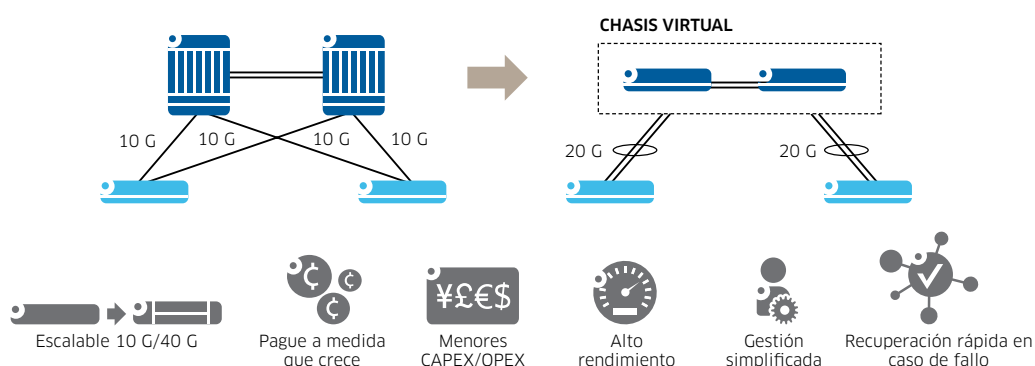 CHASIS VIRTUAL
10 G
10 G
10 G
10 G
20 G
20 G
¢
¢
¢
¥£€$
Escalable 10 G/40 G
Pague a medida
que crece
Menores
CAPEX/OPEX
Alto
rendimiento
Gestión
simplificada
Recuperación rápida en
caso de fallo